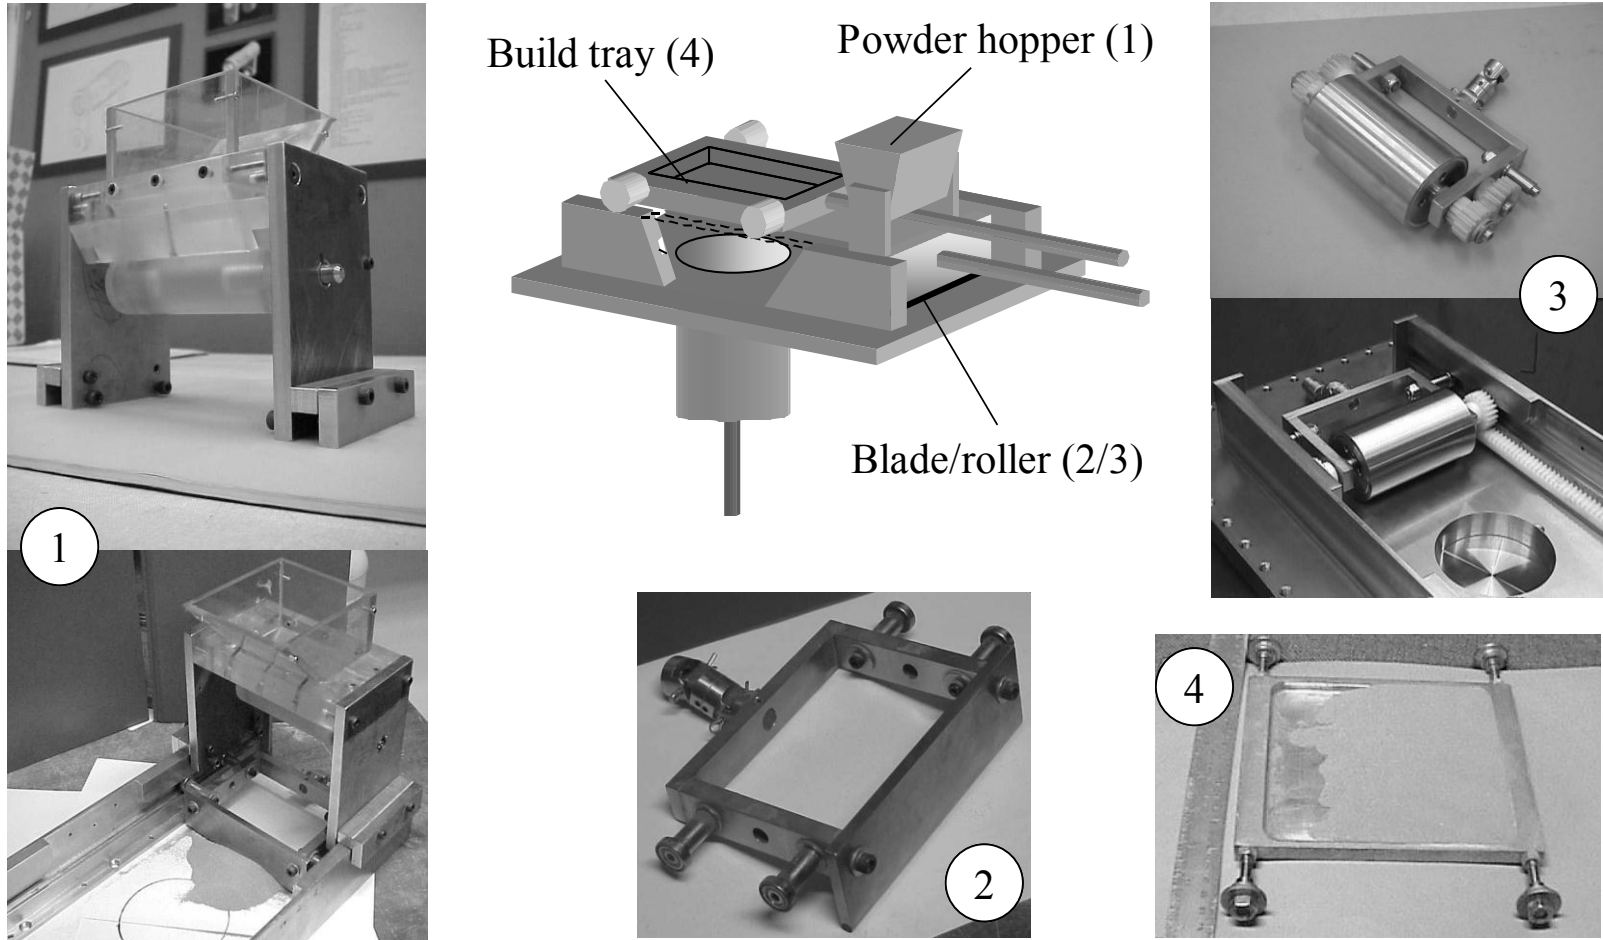 Build tray (4)
Powder hopper (1)
Blade/roller (2/3)
1
2
3
4